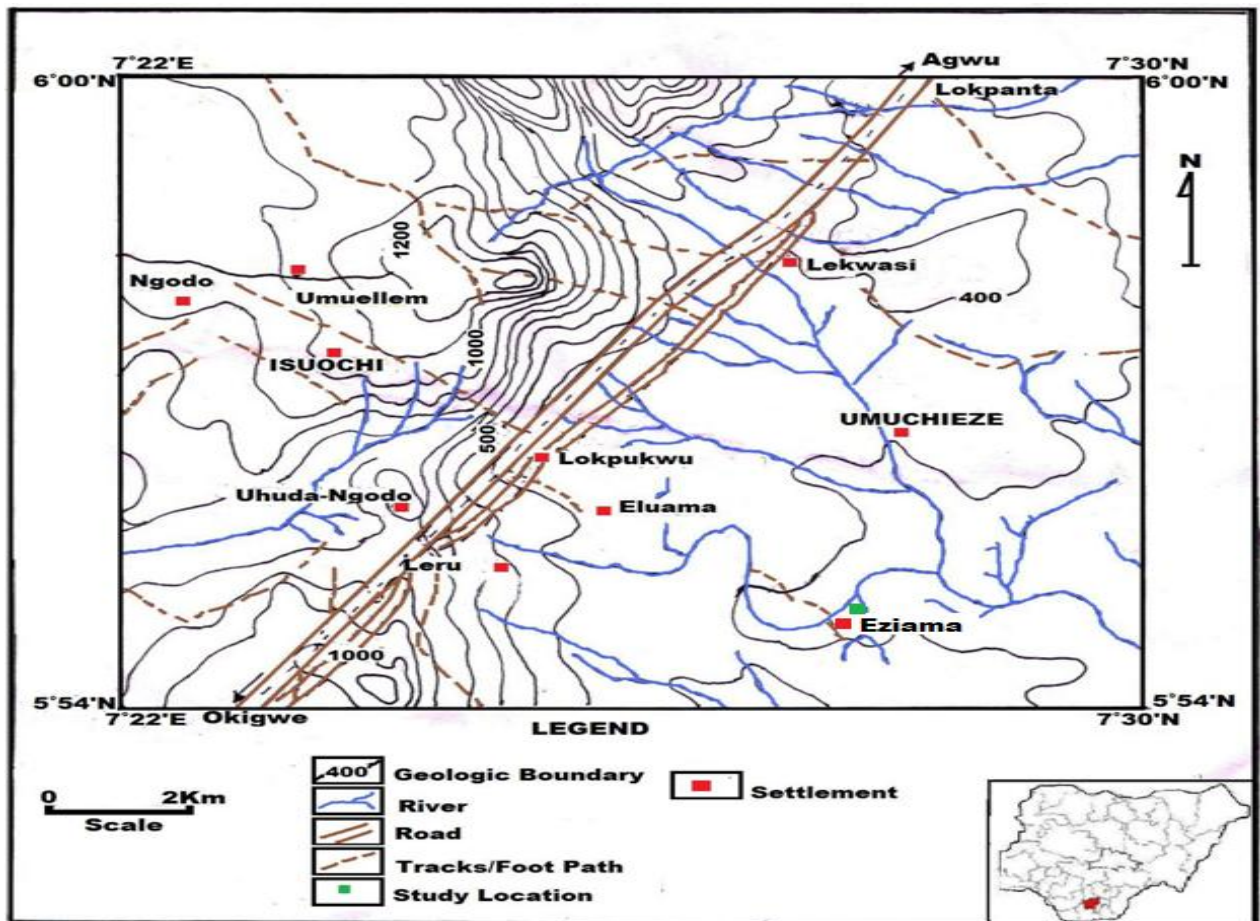 7°22'E
Agwu
7°30'N
6°00'N
Lokpanta
6°00'N
N
1200
Lekwasi
Ngodo
Umuellem
400
ISUOCHI
1000
UMUCHIEZE
500
Lokpukwu
Uhuda-Ngodo
Eluama
Leru
Eziama
1000
5°54'N
5°54'N
7°22'E
Okigwe
7°30'N
LEGEND
400 Geologic Boundary
Settlement
River
0 2Km
Scale
Road
Tracks/Foot Path
Study Location